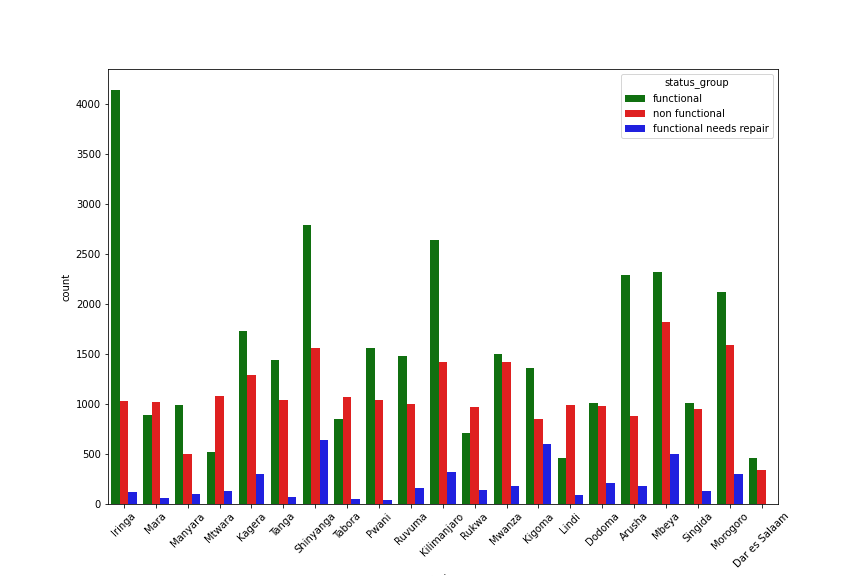 status_group
functional
non functional
functional needs repair
count
4000
3500
3000
2500
2000
1500
1000
500
0
Iringa
Mara
Manyara
Mtwara
Kagera
Tanga
Shinyanga
Tabora
Pwani
Ruvuma
Kilimanjaro
Rukwa
Mwanza
Kigoma
Lindi
Dodoma
Arusha
Mbeya
Singida
Morogoro
Dar es Salaam